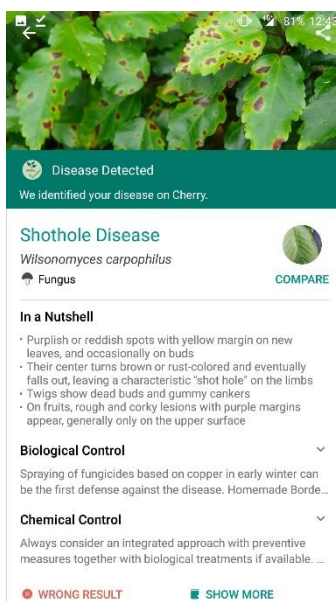 81% 12:43
Disease Detected
We identified your disease on Cherry.
Shothole Disease
Wilsonomyces carpophilus
Fungus
COMPARE
In a Nutshell
· Purplish or reddish spots with yellow margin on new
leaves, and occasionally on buds
· Their center turns brown or rust-colored and eventually
falls out, leaving a characteristic "shot hole" on the limbs
· Twigs show dead buds and gummy cankers
· On fruits, rough and corky lesions with purple margins
appear, generally only on the upper surface
Biological Control
Spraying of fungicides based on copper in early winter can
be the first defense against the disease. Homemade Borde...
Chemical Control
Always consider an integrated approach with preventive
measures together with biological treatments if available. ...
WRONG RESULT
SHOW MORE